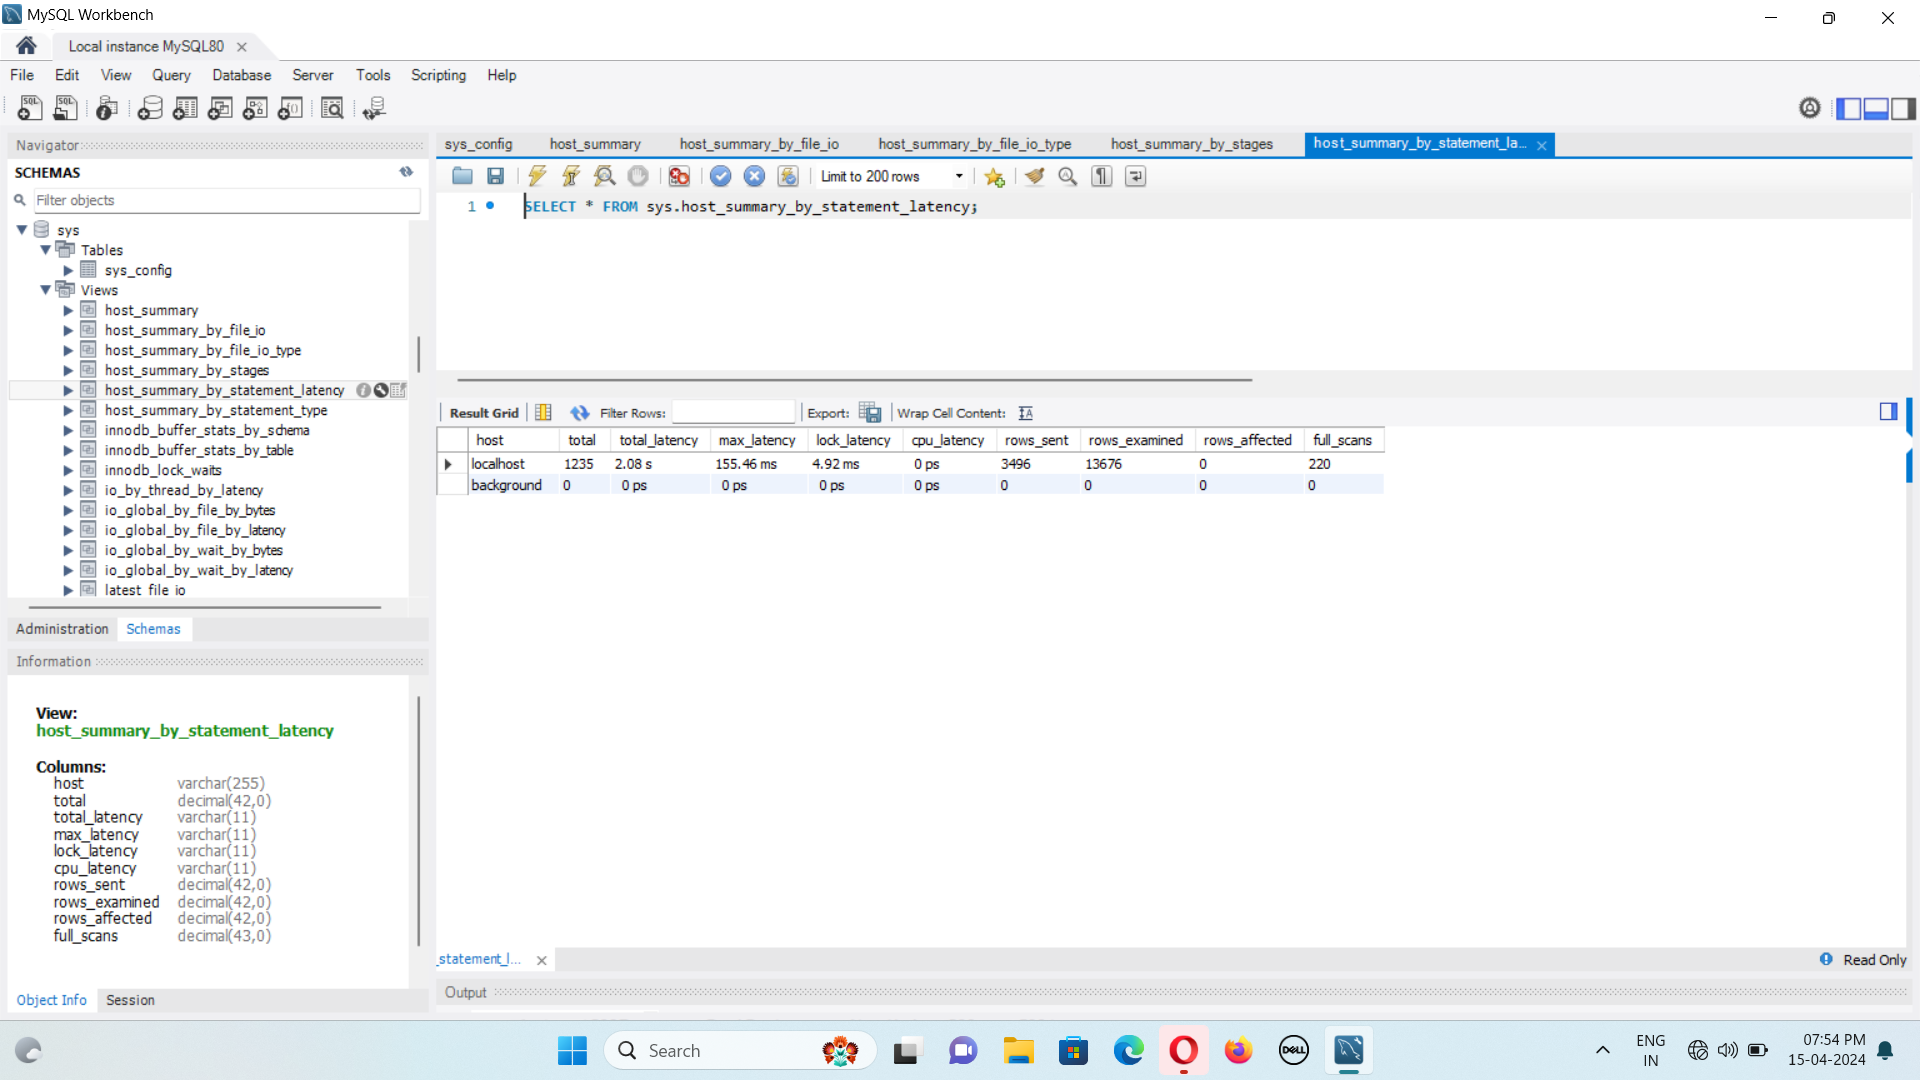 MySQL Workbench
Local instance MySQL80
File Edit View Query Database Server Tools Scripting Help
Navigator
SCHEMAS
Filter objects
sys
Tables
sys_config
Views
host_summary
host_summary_by_file_io
host_summary_by_file_io_type
host_summary_by_stages
host_summary_by_statement_latency
host_summary_by_statement_type
innodb_buffer_stats_by_schema
innodb_buffer_stats_by_table
innodb_lock_waits
io_by_thread_by_latency
io_global_by_file_by_bytes
io_global_by_file_by_latency
io_global_by_wait_by_bytes
io_global_by_wait_by_latency
latest_file_io
Administration Schemas
Information
View:
host_summary_by_statement_latency
Columns:
host varchar(255)
total decimal(42,0)
total_latency varchar(11)
max_latency varchar(11)
lock_latency varchar(11)
cpu_latency varchar(11)
rows_sent decimal(42,0)
rows_examined decimal(42,0)
rows_affected decimal(42,0)
full_scans decimal(43,0)
Object Info Session
sys_config host_summary host_summary_by_file_io host_summary_by_file_io_type host_summary_by_stages host_summary_by_statement_la...
Limit to 200 rows
1 SELECT * FROM sys.host_summary_by_statement_latency;
Result Grid Filter Rows: Export: Wrap Cell Content:
host total total_latency max_latency lock_latency cpu_latency rows_sent rows_examined rows_affected full_scans
localhost 1235 2.08 s 155.46 ms 4.92 ms 0 ps 3496 13676 0 220
background 0 0 ps 0 ps 0 ps 0 ps 0 0 0 0
_statement_l... Read Only
Output
Search
DELL
ENG
IN
07:54 PM
15-04-2024